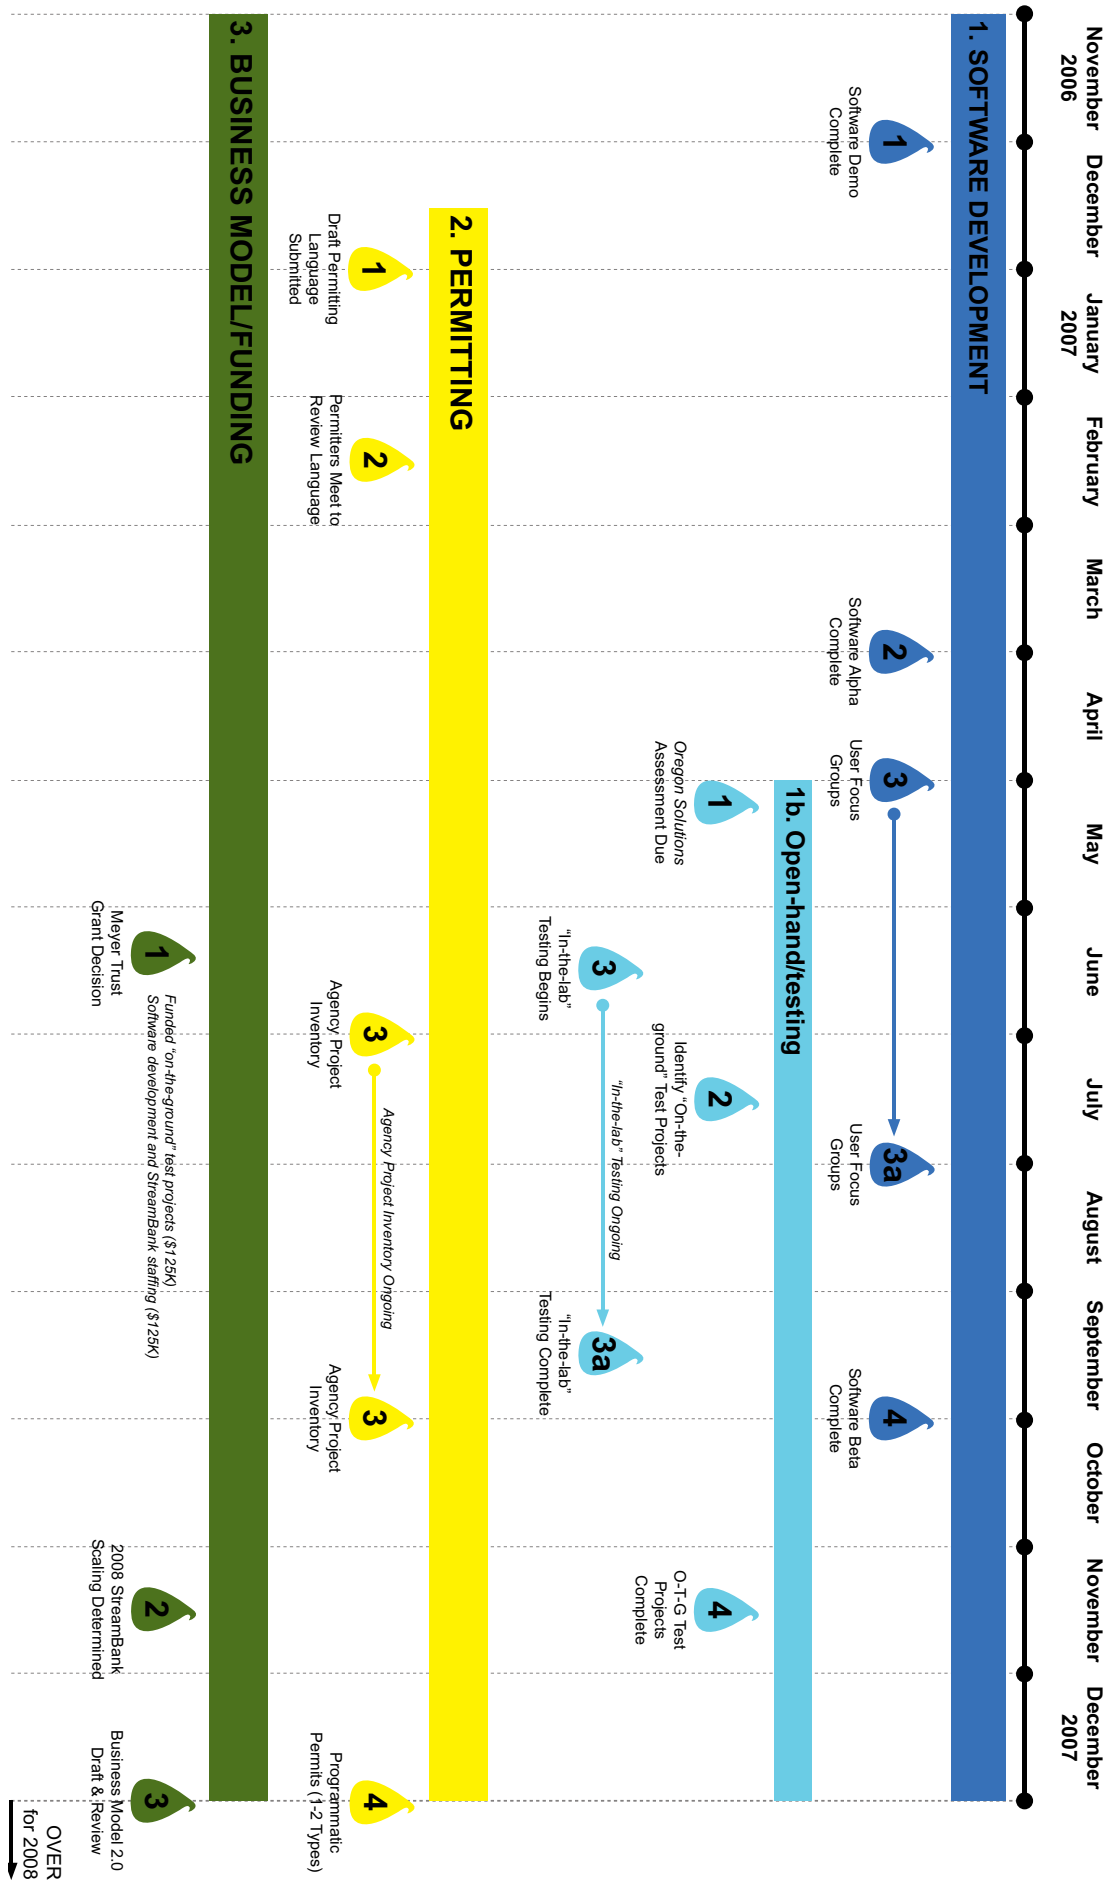 November
2006
December
January
2007
February
March
April
May
June
July
August
September
October
November
December
2007
1. SOFTWARE DEVELOPMENT
1
Software Demo
Complete
2
Software Alpha
Complete
3
User Focus
Groups
3a
User Focus
Groups
4
Software Beta
Complete
1b. Open-hand/testing
1
Oregon Solutions
Assessment Due
2
Identify “On-the-
ground” Test Projects
4
O-T-G Test
Projects
Complete
3
“In-the-lab”
Testing Begins
“In-the-lab” Testing Ongoing
3a
“In-the-lab”
Testing Complete
2. PERMITTING
1
Draft Permitting
Language
Submitted
2
Permitters Meet to
Review Language
3
Agency Project
Inventory
Agency Project Inventory Ongoing
3
Agency Project
Inventory
4
Programmatic
Permits (1-2 Types)
3. BUSINESS MODEL/FUNDING
1
Meyer Trust
Grant Decision
Funded “on-the-ground” test projects ($125K)
Software development and StreamBank staffing ($125K)
2
2008 StreamBank
Scaling Determined
3
Business Model 2.0
Draft & Review
OVER
for 2008